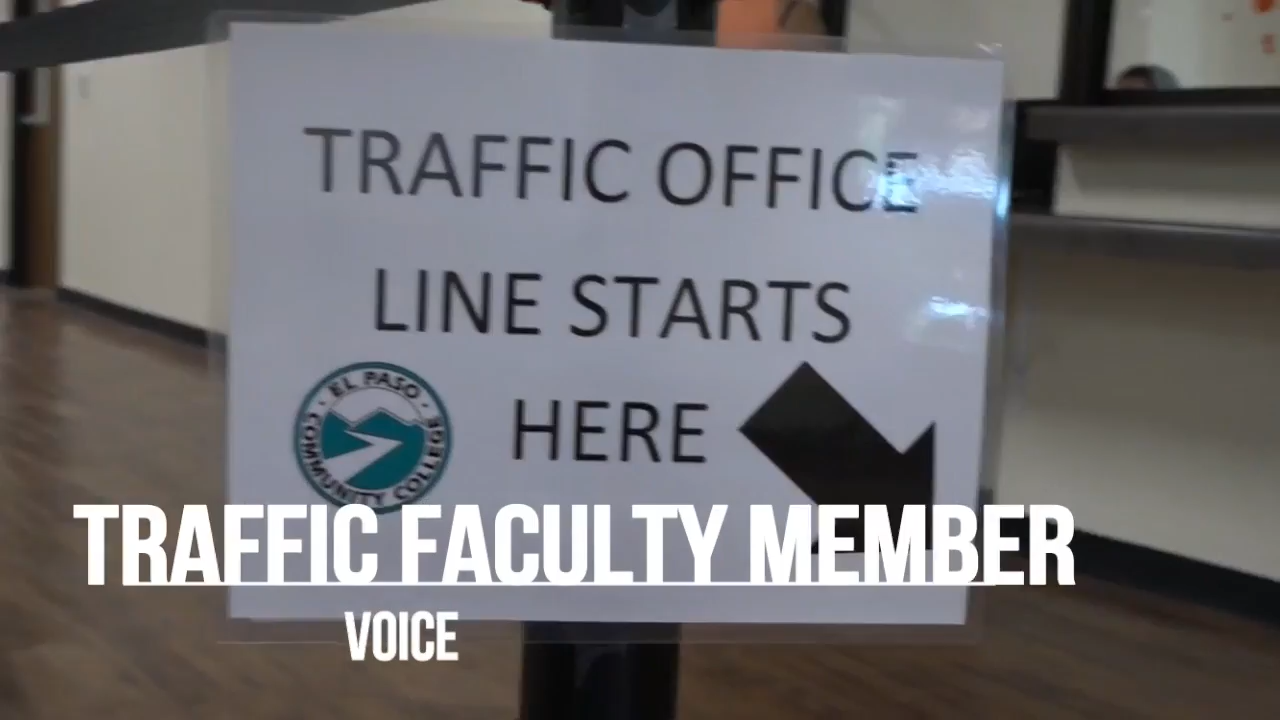 TRAFFIC OFFICE
LINE STARTS
HERE
· EL PASO ·
COMMUNITY COLLEGE
TRAFFIC FACULTY MEMBER
VOICE